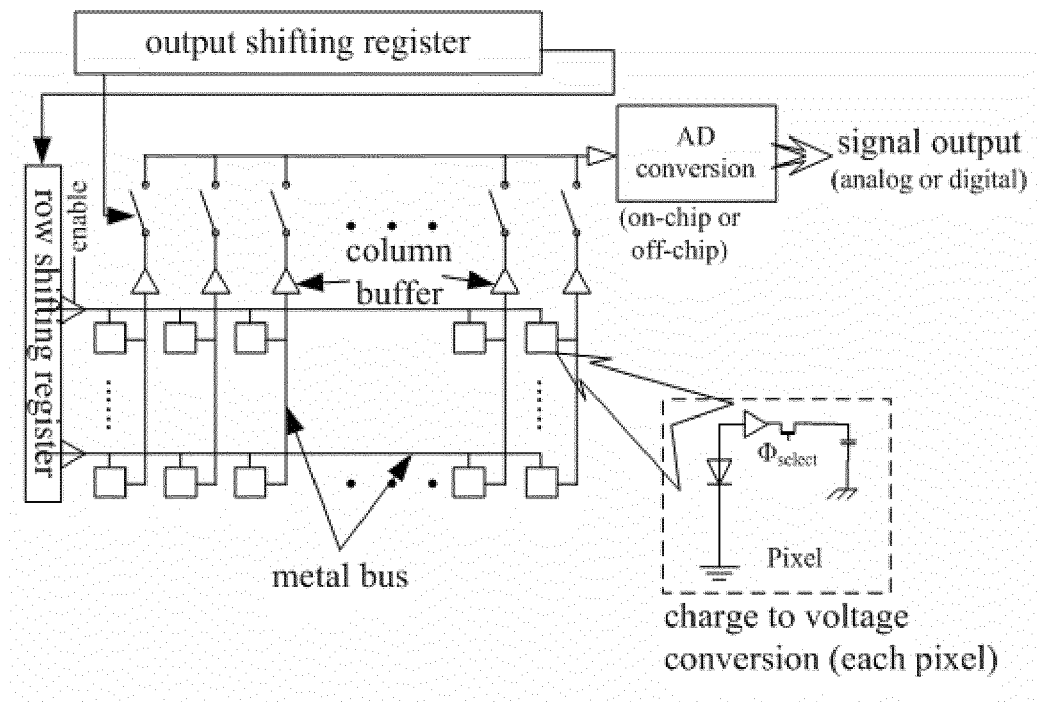 output shifting register
AD
conversion
signal output
(analog or digital)
(on-chip or
off-chip)
row shifting register
enable
column
buffer
Φselect
Pixel
metal bus
charge to voltage
conversion (each pixel)